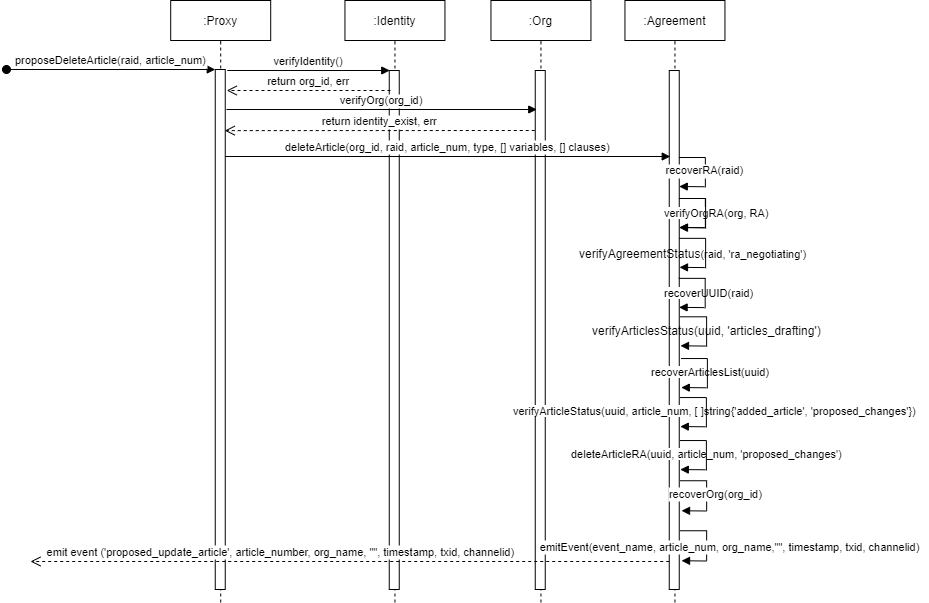 :Proxy
:Identity
:Org
:Agreement
proposeDeleteArticle(raid, article_num)
verifyIdentity()
return org_id, err
verifyOrg(org_id)
return identity_exist, err
deleteArticle(org_id, raid, article_num, type, [] variables, [] clauses)
recoverRA(raid)
verifyOrgRA(org, RA)
verifyAgreementStatus(raid, 'ra_negotiating')
recoverUUID(raid)
verifyArticlesStatus(uuid, 'articles_drafting')
recoverArticlesList(uuid)
verifyArticleStatus(uuid, article_num, [ ]string{'added_article', 'proposed_changes'})
deleteArticleRA(uuid, article_num, 'proposed_changes')
recoverOrg(org_id)
emitEvent(event_name, article_num, org_name,"", timestamp, txid, channelid)
emit event ('proposed_update_article', article_number, org_name, "", timestamp, txid, channelid)